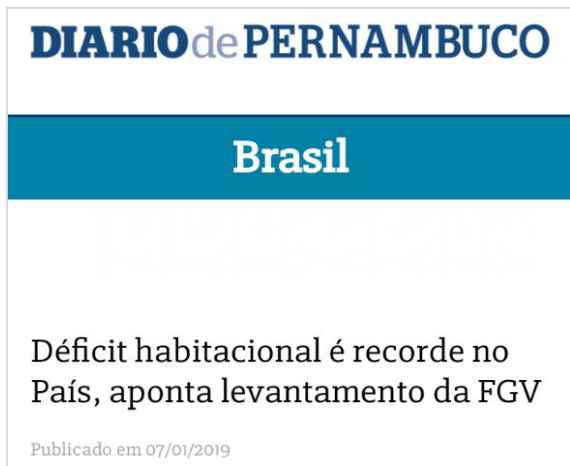 DIARIO de PERNAMBUCO
Brasil
Déficit habitacional é recorde no
País, aponta levantamento da FGV
Publicado em 07/01/2019